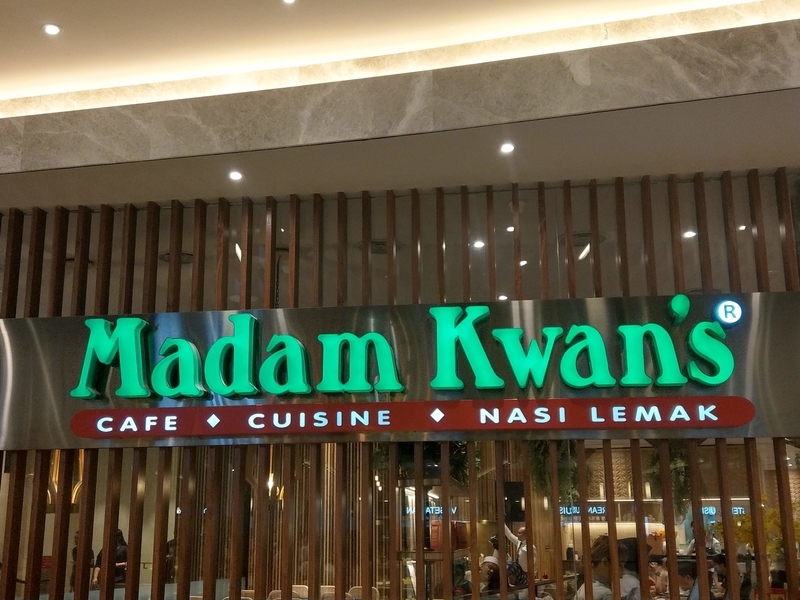 Madam Kwan's®
CAFE ◆ CUISINE ◆ NASI LEMAK